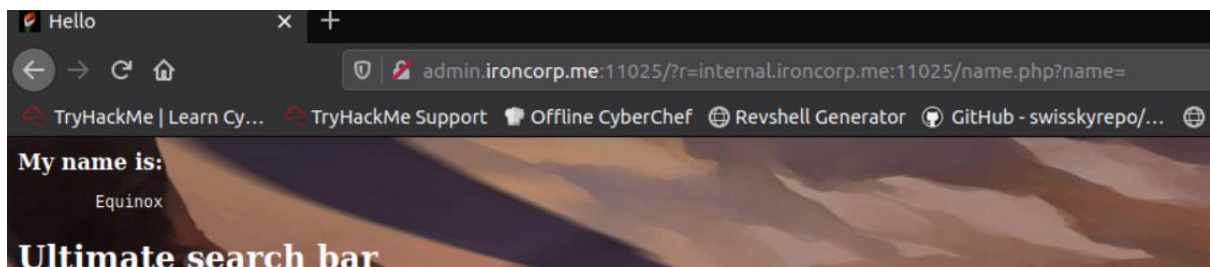 Hello
admin.ironcorp.me:11025/?r=internal.ironcorp.me:11025/name.php?name=
TryHackMe | Learn Cy... TryHackMe Support Offline CyberChef Revshell Generator GitHub - swisskyrepo/...
My name is:
Equinox
Ultimate search bar